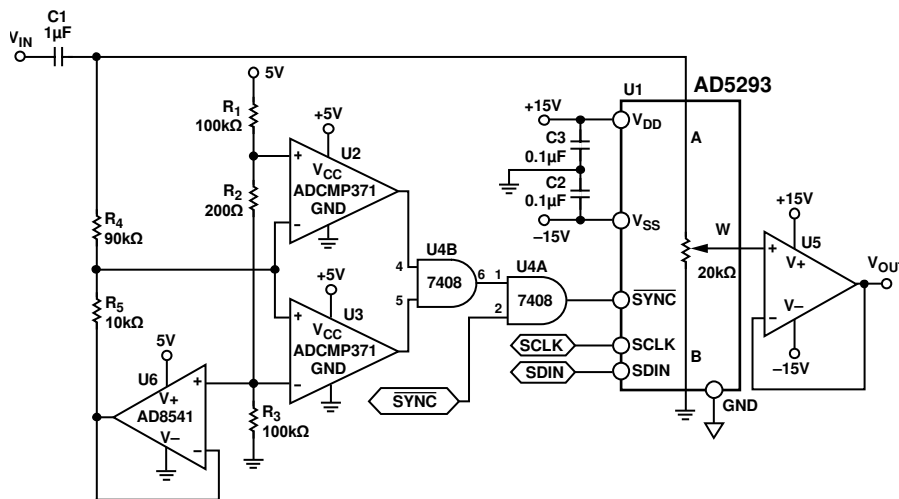 C1
1µF
VIN
5V
R1
100kΩ
+5V
U2
+
VCC
ADCMP371
GND
−
R2
200Ω
R4
90kΩ
R5
10kΩ
+5V
U3
+
VCC
ADCMP371
GND
−
5V
U6
V+
AD8541
V−
+
−
R3
100kΩ
U4B
4
5
7408
6
U4A
1
2
7408
SYNC
SCLK
SDIN
U1
AD5293
+15V
VDD
C3
0.1µF
C2
0.1µF
−15V
VSS
A
W
20kΩ
B
SYNC
SCLK
SDIN
GND
+15V
U5
+
V+
V−
−
−15V
VOUT